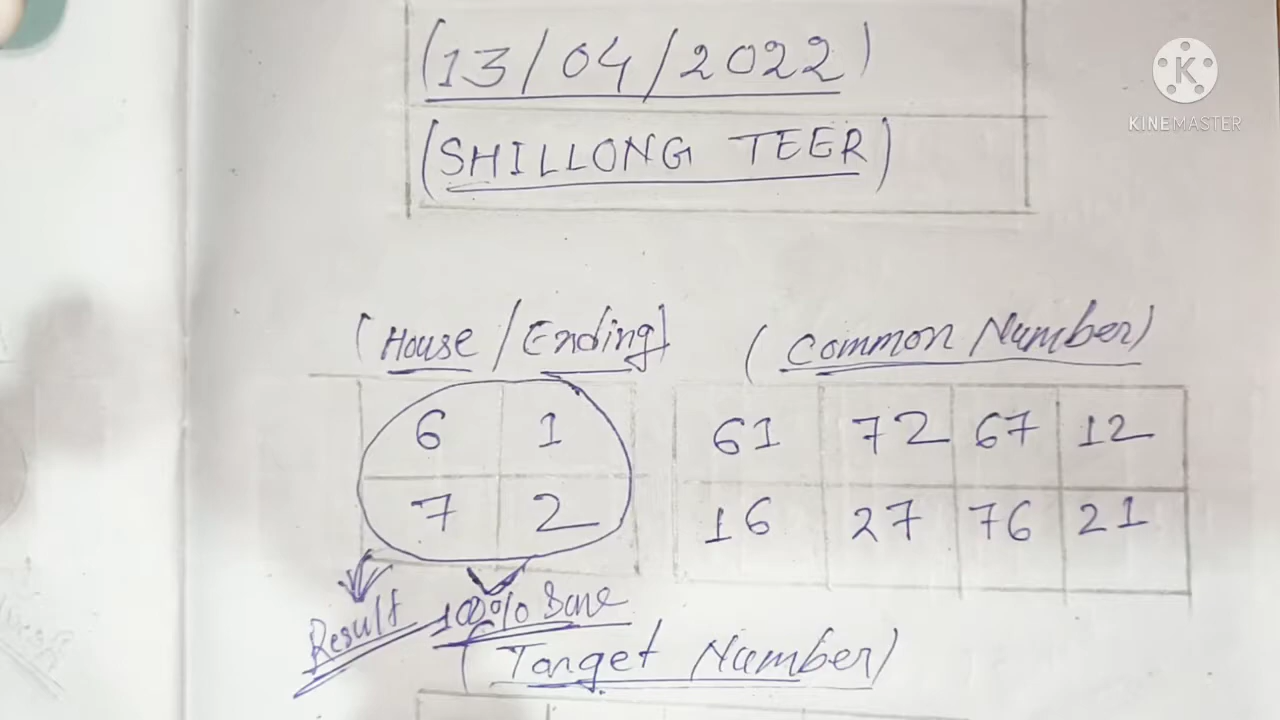 (13/04/2022)
KINEMASTER
(SHILLONG TEER)
(House/Ending)
(Common Number)
6 1
7 2
61 72 67 12
16 27 76 21
Result 100%
(Target Number)